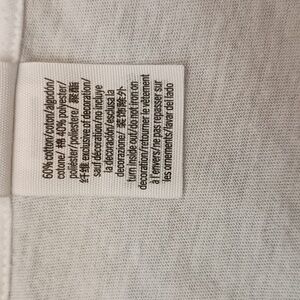 60% cotton/coton/algodón/
cotone/ 棉 40% polyester/
poliéster/poliestere / 聚酯
纤维 exclusive of decoration/
sauf décoration/no incluye
la decoración/esclusa la
decorazione/ 装饰除外
turn inside-out/do not iron on
decoration/retourner le vêtement
à l'envers/ne pas repasser sur
les ornements/lavar del lado